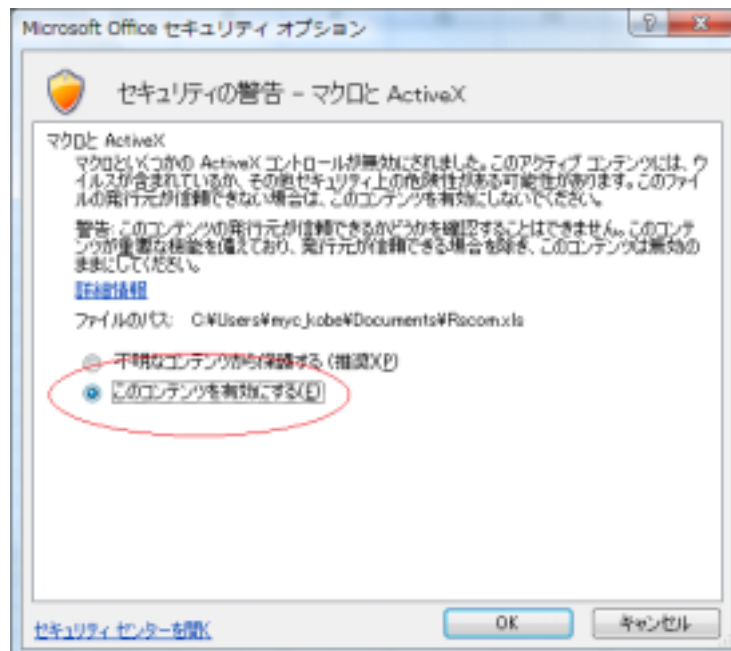 Microsoft Office セキュリティ オプション
セキュリティの警告 - マクロと ActiveX
マクロと ActiveX
マクロといくつかの ActiveX コントロールが無効にされました。このアクティブ コンテンツには、ウ
イルスが含まれているか、その他セキュリティ上の危険性がある可能性があります。このファイ
ルの発行元が信頼できない場合は、このコンテンツを有効にしないでください。
警告: このコンテンツの発行元が信頼できるかどうかを確認することはできません。このコンテ
ンツが重要な機能を備えており、発行元が信頼できる場合を除き、このコンテンツは無効の
ままにしてください。
詳細情報
ファイルのパス: C:¥Users¥myc_kobe¥Documents¥Rscom.xls
不明なコンテンツから保護する (推奨)(P)
このコンテンツを有効にする(E)
セキュリティ センターを開く
OK
キャンセル